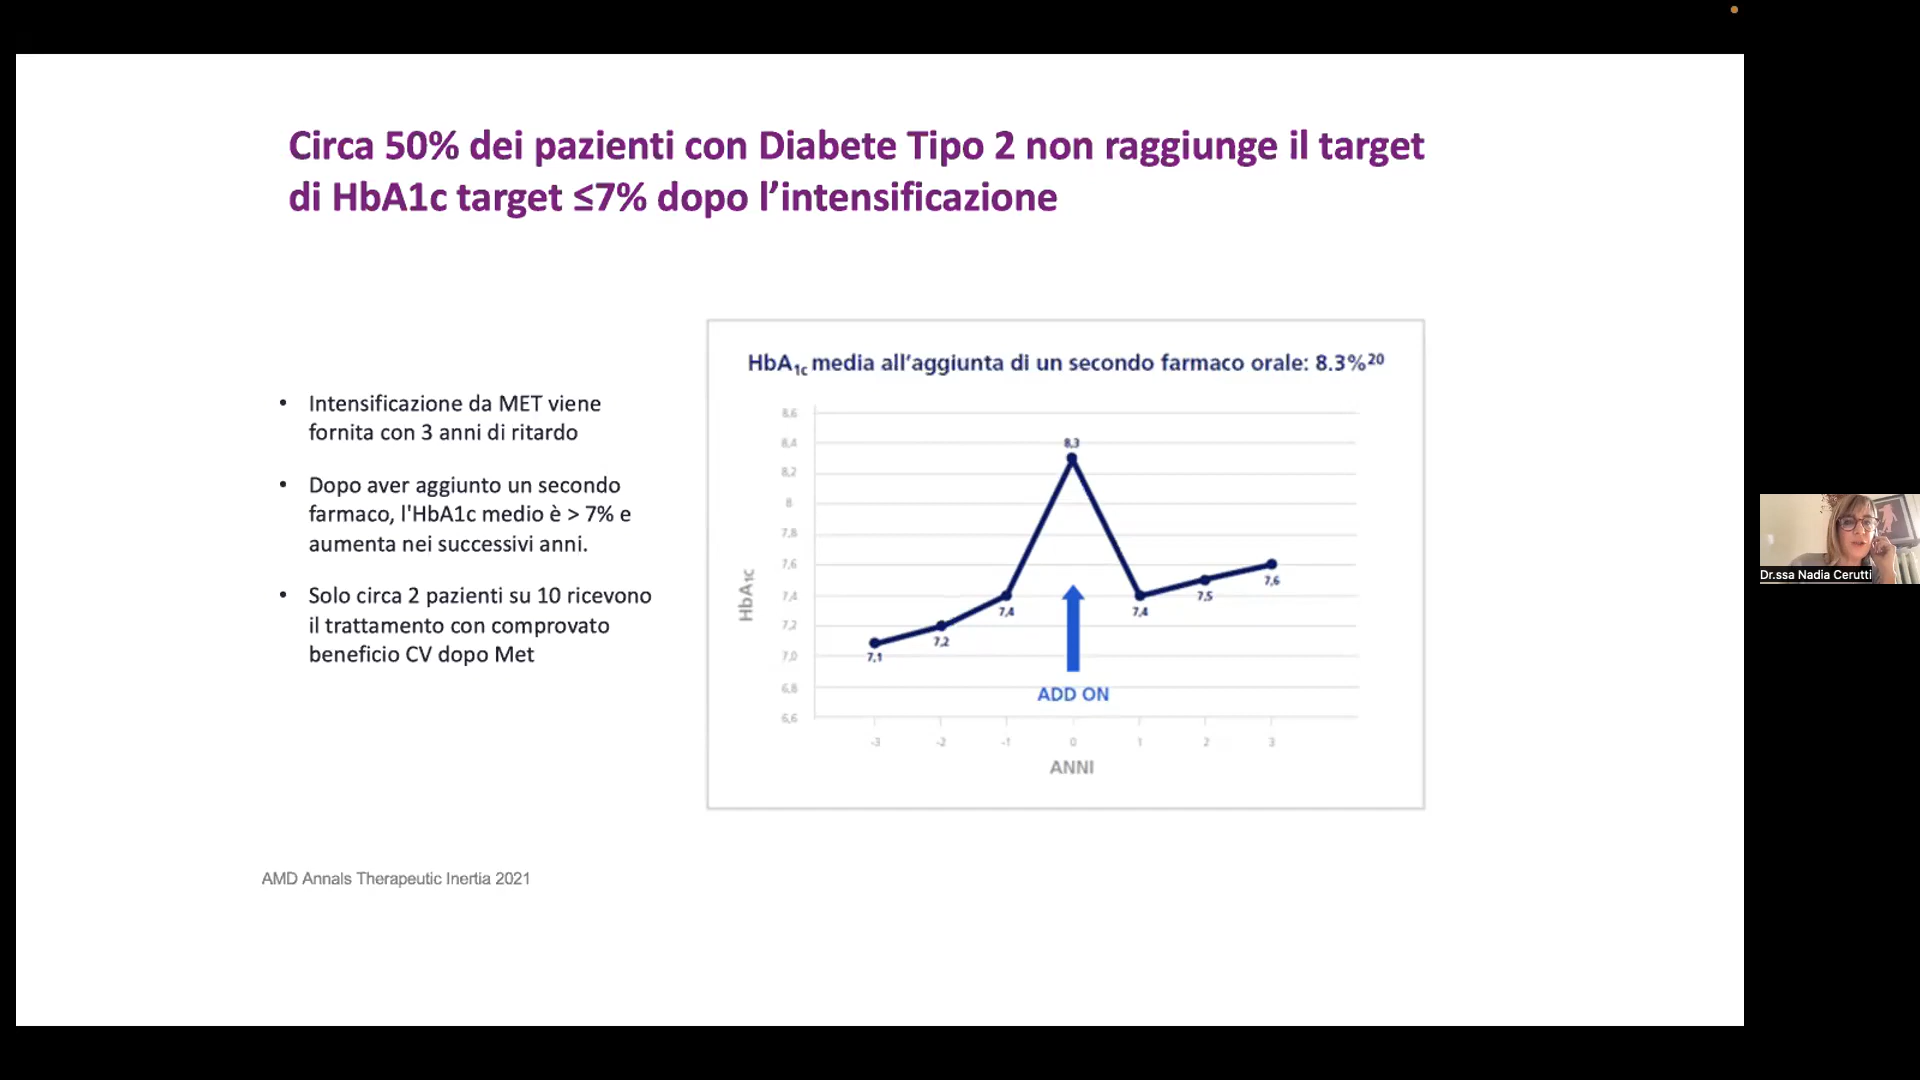 Circa 50% dei pazienti con Diabete Tipo 2 non raggiunge il target
di HbA1c target ≤7% dopo l’intensificazione
• Intensificazione da MET viene
fornita con 3 anni di ritardo
• Dopo aver aggiunto un secondo
farmaco, l'HbA1c medio è > 7% e
aumenta nei successivi anni.
• Solo circa 2 pazienti su 10 ricevono
il trattamento con comprovato
beneficio CV dopo Met
HbA1c media all’aggiunta di un secondo farmaco orale: 8.3%20
8,6
8,4
8,2
8
7,8
7,6
7,4
7,2
7,0
6,8
6,6
HbA1C
7,1
7,2
7,4
8,3
7,4
7,5
7,6
ADD ON
-3 -2 -1 0 1 2 3
ANNI
AMD Annals Therapeutic Inertia 2021
Dr.ssa Nadia Cerutti